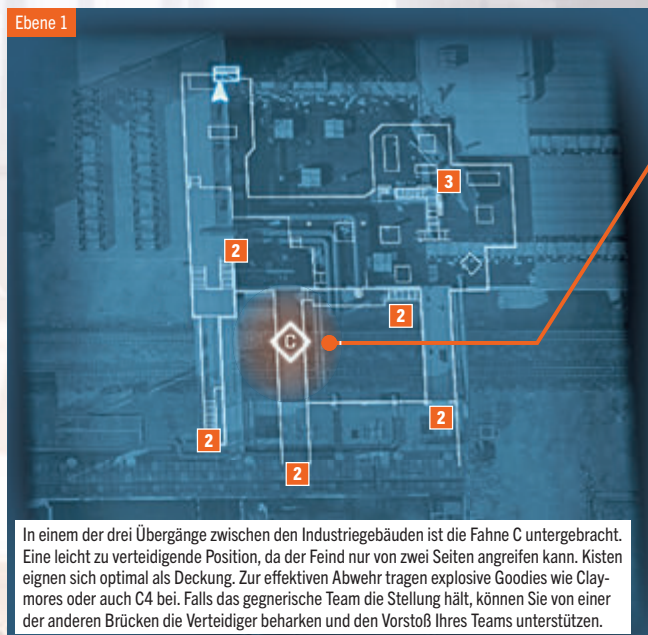 Ebene 1
3
2
2
C
2
2
2
In einem der drei Übergänge zwischen den Industriegebäuden ist die Fahne C untergebracht.
Eine leicht zu verteidigende Position, da der Feind nur von zwei Seiten angreifen kann. Kisten
eignen sich optimal als Deckung. Zur effektiven Abwehr tragen explosive Goodies wie Clay-
mores oder auch C4 bei. Falls das gegnerische Team die Stellung hält, können Sie von einer
der anderen Brücken die Verteidiger beharken und den Vorstoß Ihres Teams unterstützen.